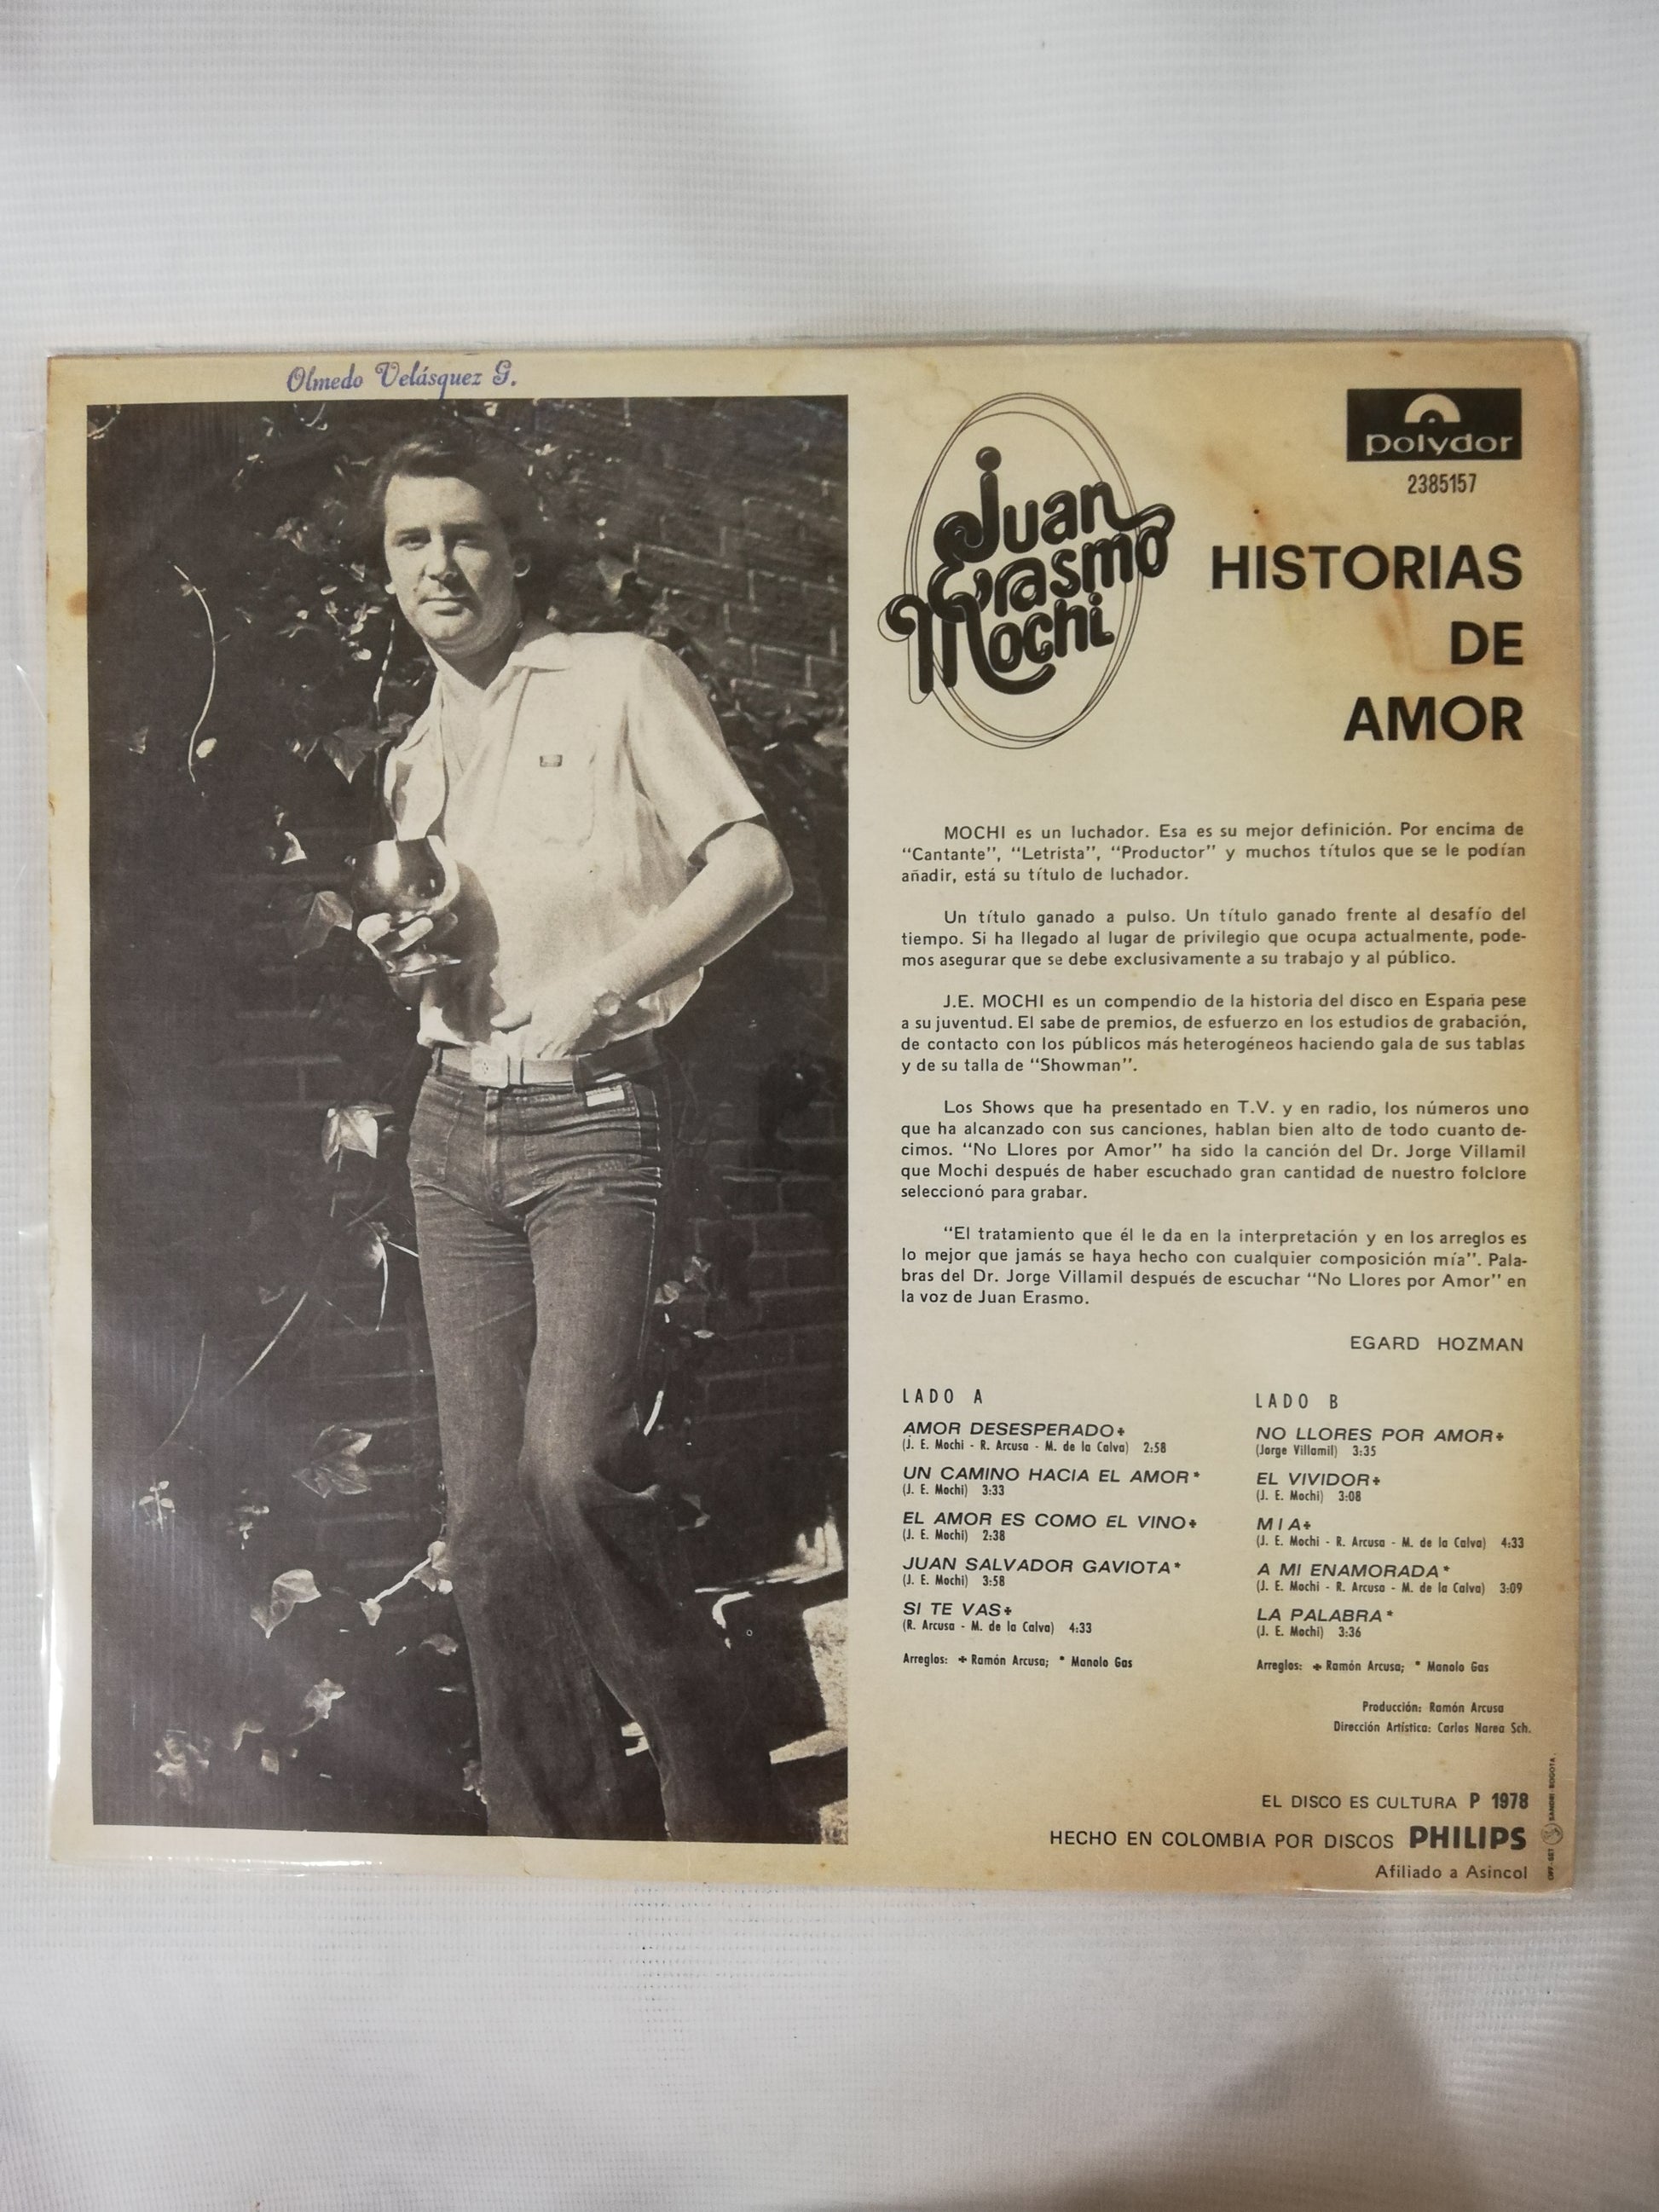 Olmedo Velásquez G.
Juan
Erasmo
Mochi
polydor
2385157
HISTORIAS
DE
AMOR
MOCHI es un luchador. Esa es su mejor definición. Por encima de
“Cantante”, “Letrista”, “Productor” y muchos títulos que se le podían
añadir, está su título de luchador.
Un título ganado a pulso. Un título ganado frente al desafío del
tiempo. Si ha llegado al lugar de privilegio que ocupa actualmente, pode-
mos asegurar que se debe exclusivamente a su trabajo y al público.
J.E. MOCHI es un compendio de la historia del disco en España pese
a su juventud. El sabe de premios, de esfuerzo en los estudios de grabación,
de contacto con los públicos más heterogéneos haciendo gala de sus tablas
y de su talla de “Showman”.
Los Shows que ha presentado en T.V. y en radio, los números uno
que ha alcanzado con sus canciones, hablan bien alto de todo cuanto de-
cimos. “No Llores por Amor” ha sido la canción del Dr. Jorge Villamil
que Mochi después de haber escuchado gran cantidad de nuestro folclore
seleccionó para grabar.
“El tratamiento que él le da en la interpretación y en los arreglos es
lo mejor que jamás se haya hecho con cualquier composición mía”. Pala-
bras del Dr. Jorge Villamil después de escuchar “No Llores por Amor” en
la voz de Juan Erasmo.
EGARD HOZMAN
LADO A
AMOR DESESPERADO+
(J. E. Mochi - R. Arcusa - M. de la Calva) 2:58
UN CAMINO HACIA EL AMOR*
(J. E. Mochi) 3:33
EL AMOR ES COMO EL VINO+
(J. E. Mochi) 2:38
JUAN SALVADOR GAVIOTA*
(J. E. Mochi) 3:58
SI TE VAS+
(R. Arcusa - M. de la Calva) 4:33
Arreglos: + Ramón Arcusa; * Manolo Gas
LADO B
NO LLORES POR AMOR+
(Jorge Villamil) 3:35
EL VIVIDOR+
(J. E. Mochi) 3:08
MIA+
(J. E. Mochi - R. Arcusa - M. de la Calva) 4:33
A MI ENAMORADA*
(J. E. Mochi - R. Arcusa - M. de la Calva) 3:09
LA PALABRA*
(J. E. Mochi) 3:36
Arreglos: + Ramón Arcusa; * Manolo Gas
Producción: Ramón Arcusa
Dirección Artística: Carlos Narea Sch.
EL DISCO ES CULTURA P 1978
HECHO EN COLOMBIA POR DISCOS PHILIPS
Afiliado a Asincol
OFF-SET SANDRI-BOGOTA.